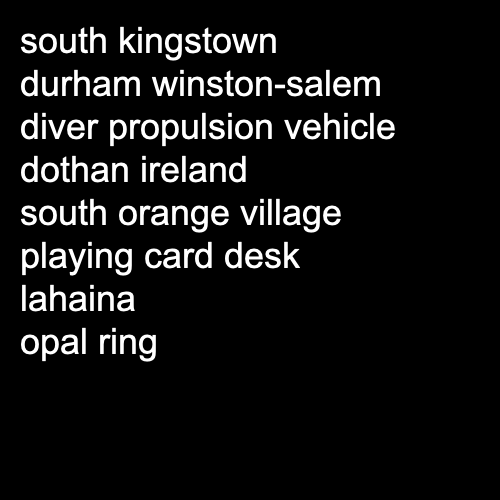 south kingstown
durham winston-salem
diver propulsion vehicle
dothan ireland
south orange village
playing card desk
lahaina
opal ring